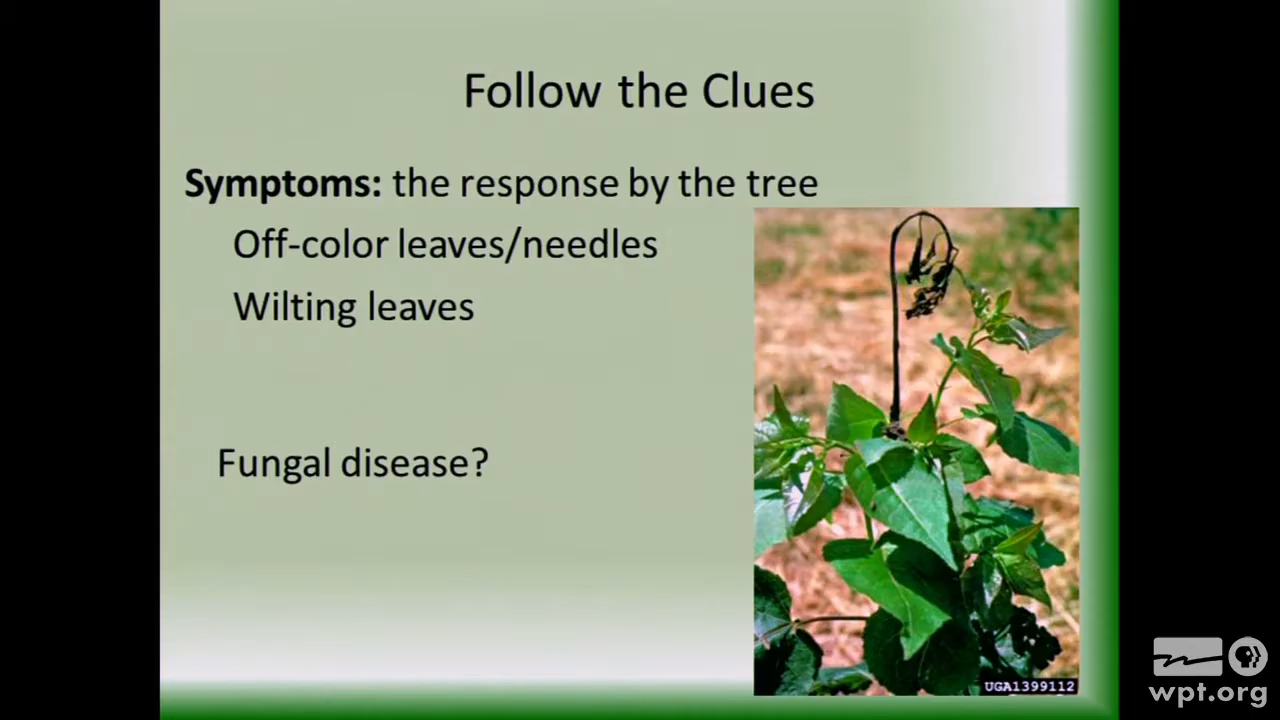 Follow the Clues
Symptoms: the response by the tree
Off-color leaves/needles
Wilting leaves
Fungal disease?
UGA1399112
wpt.org